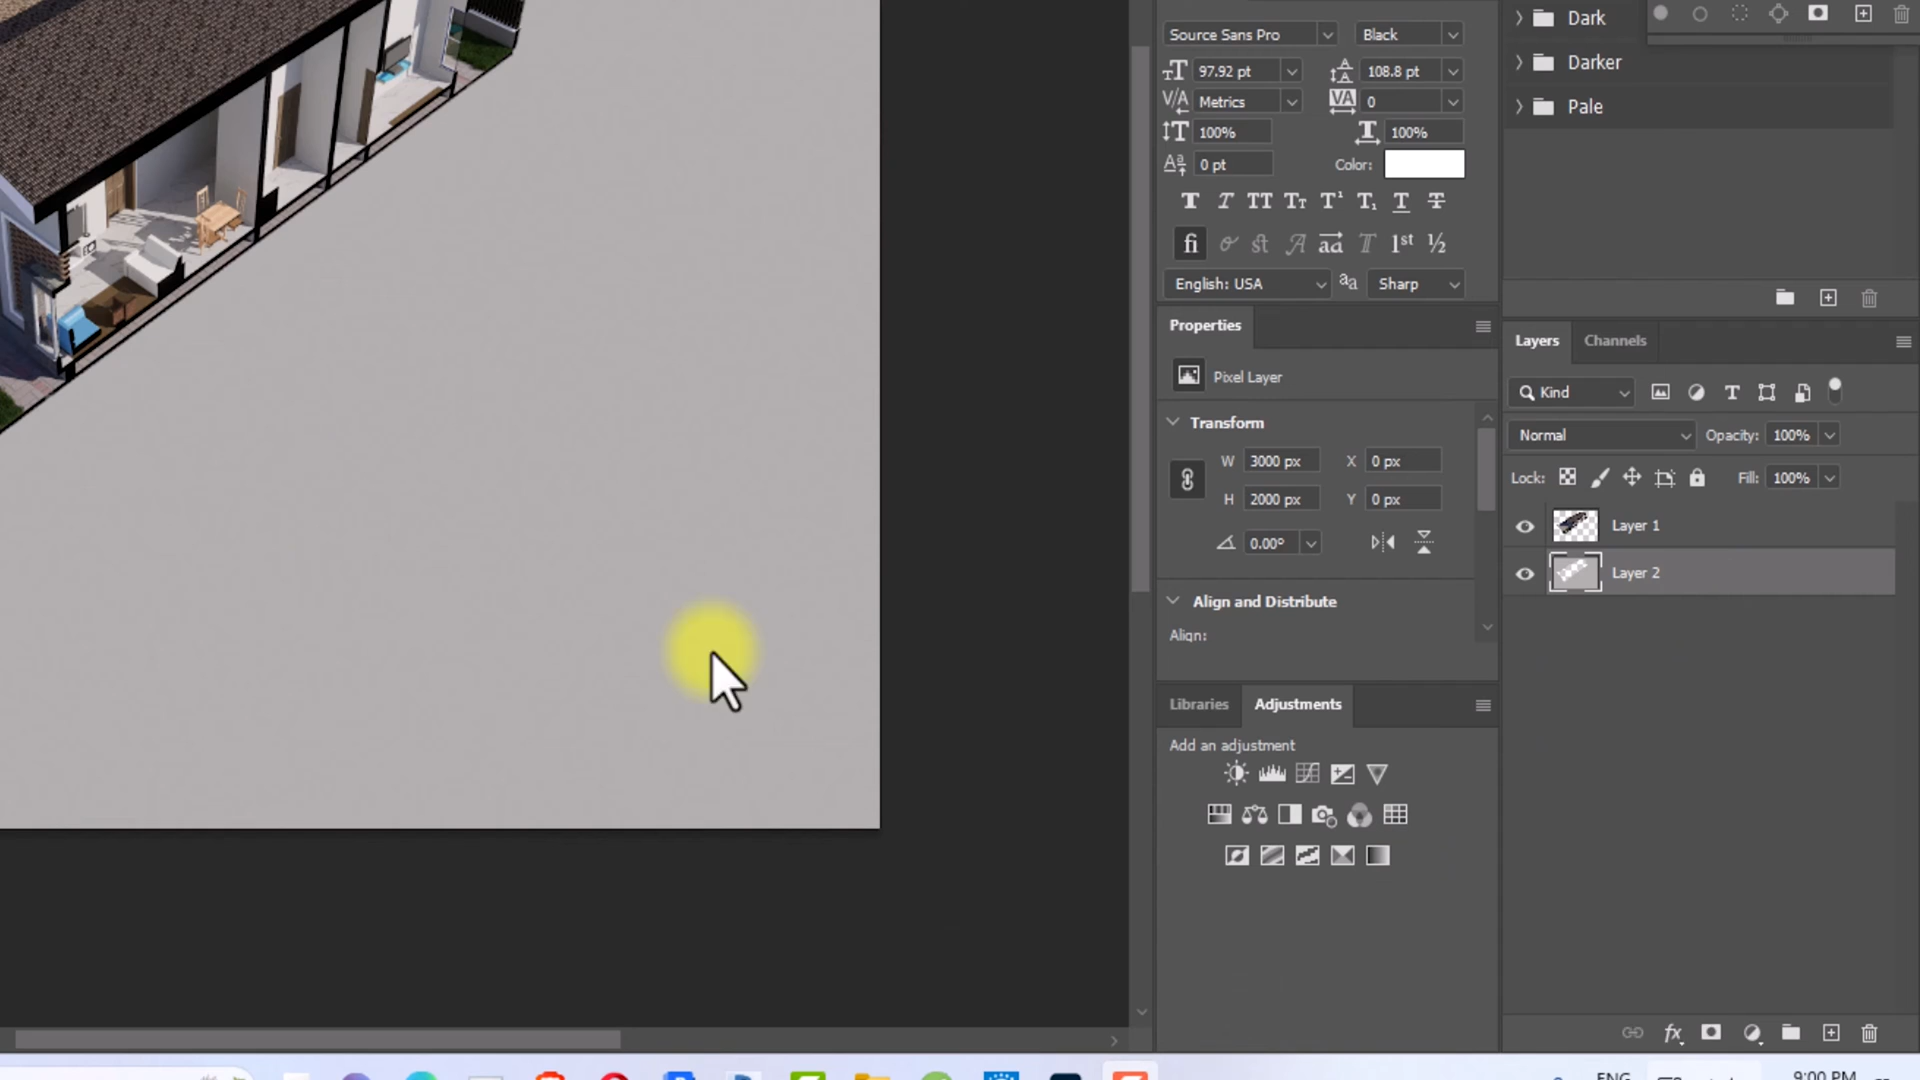 Dark
Source Sans Pro Black
Darker
97.92 pt 108.8 pt
Metrics 0
Pale
100% 100%
0 pt Color:
English: USA Sharp
Properties
Layers Channels
Pixel Layer
Kind
Transform
Normal Opacity: 100%
W 3000 px X 0 px
Lock: Fill: 100%
H 2000 px Y 0 px
Layer 1
0.00°
Layer 2
Align and Distribute
Align:
Libraries Adjustments
Add an adjustment
ENG
9:00 PM